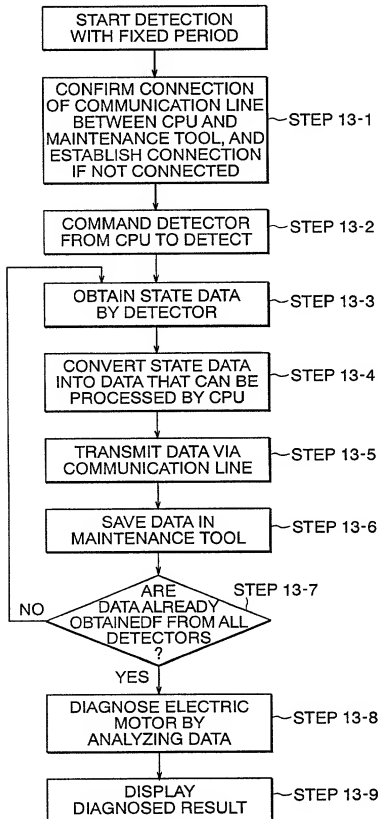 START DETECTION
WITH FIXED PERIOD
CONFIRM CONNECTION
OF COMMUNICATION LINE
BETWEEN CPU AND
MAINTENANCE TOOL, AND
ESTABLISH CONNECTION
IF NOT CONNECTED
STEP 13-1
COMMAND DETECTOR
FROM CPU TO DETECT
STEP 13-2
OBTAIN STATE DATA
BY DETECTOR
STEP 13-3
CONVERT STATE DATA
INTO DATA THAT CAN BE
PROCESSED BY CPU
STEP 13-4
TRANSMIT DATA VIA
COMMUNICATION LINE
STEP 13-5
SAVE DATA IN
MAINTENANCE TOOL
STEP 13-6
ARE
DATA ALREADY
OBTAINEDF FROM ALL
DETECTORS
?
STEP 13-7
NO
YES
DIAGNOSE ELECTRIC
MOTOR BY
ANALYZING DATA
STEP 13-8
DISPLAY
DIAGNOSED RESULT
STEP 13-9